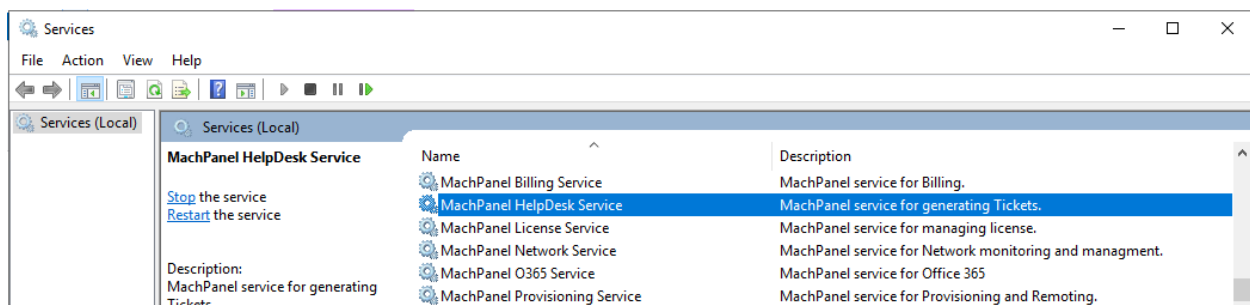 Services
File Action View Help
Services (Local)
Services (Local)
MachPanel HelpDesk Service
Stop the service
Restart the service
Description:
MachPanel service for generating
Tickets
Name Description
MachPanel Billing Service MachPanel service for Billing.
MachPanel HelpDesk Service MachPanel service for generating Tickets.
MachPanel License Service MachPanel service for managing license.
MachPanel Network Service MachPanel service for Network monitoring and managment.
MachPanel O365 Service MachPanel service for Office 365
MachPanel Provisioning Service MachPanel service for Provisioning and Remoting.